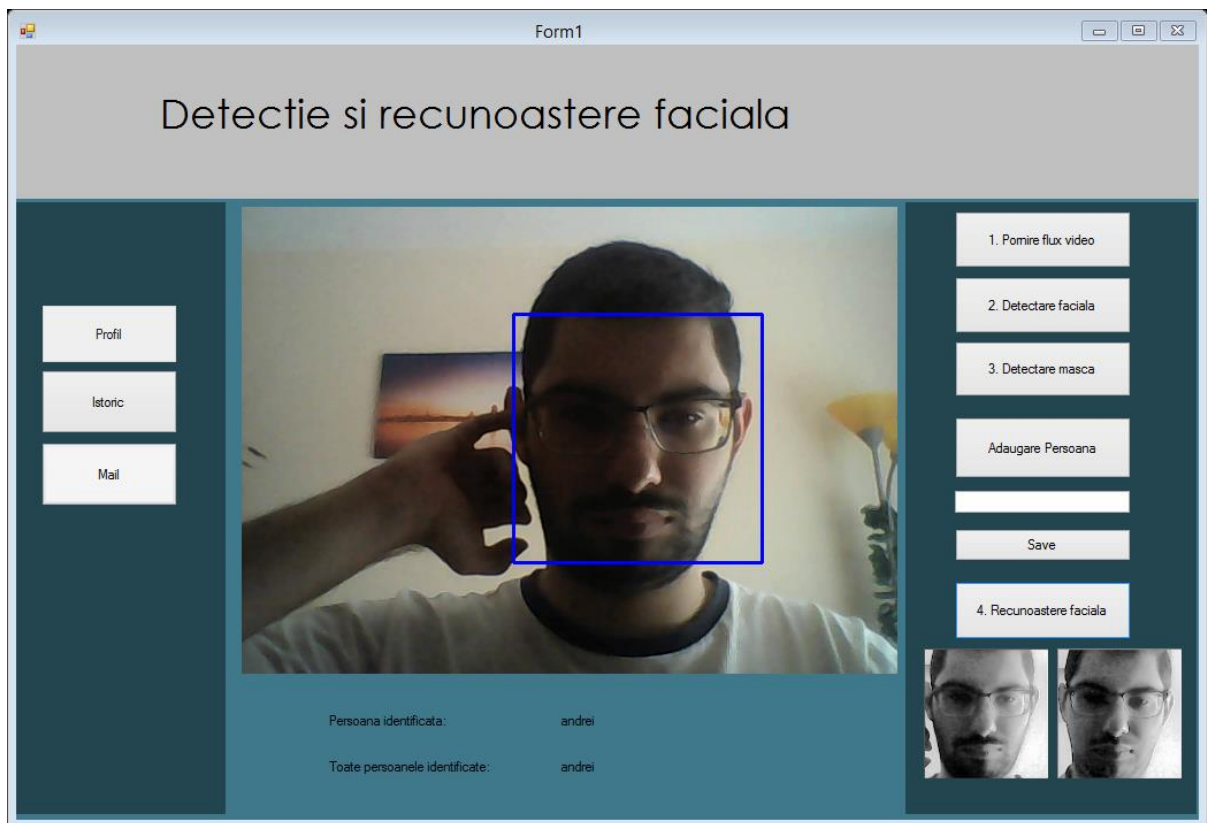 Form1
Detectie si recunoastere faciala
Profil
Istoric
Mail
1. Pornire flux video
2. Detectare faciala
3. Detectare masca
Adaugare Persoana
Save
4. Recunoastere faciala
Persoana identificata: andrei
Toate persoanele identificate: andrei